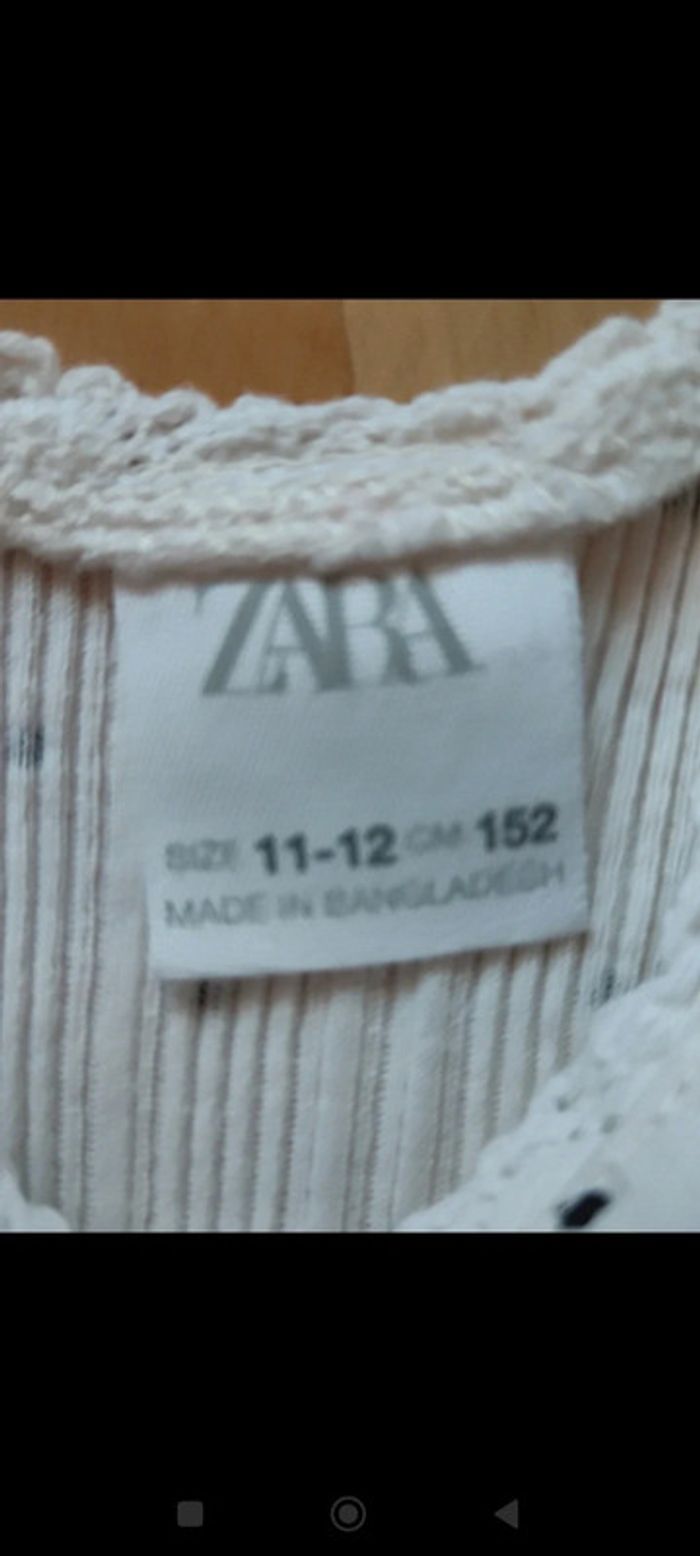 ZARA
SIZE 11-12 CM 152
MADE IN BANGLADESH